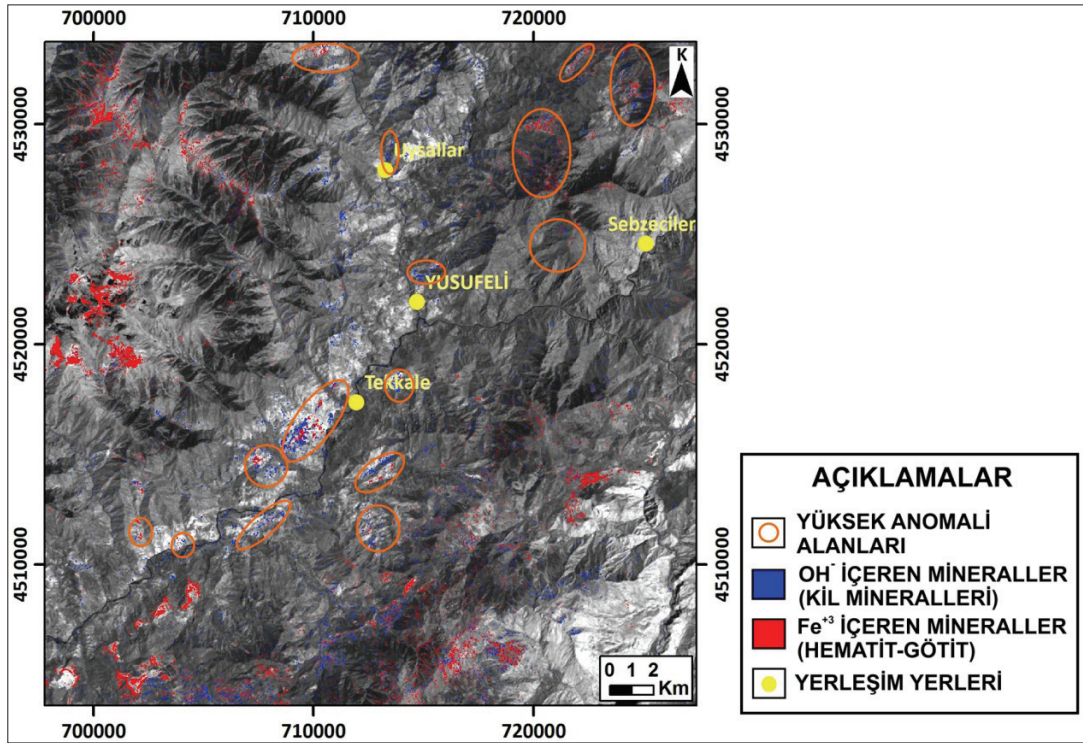 700000 710000 720000
K
4530000 4530000
Uysallar
Sebzeciler
YUSUFELİ
4520000 4520000
Tekkale
4510000 4510000
0 1 2
Km
700000 710000 720000
AÇIKLAMALAR
YÜKSEK ANOMALİ
ALANLARI
OH⁻ İÇEREN MİNERALLER
(KİL MİNERALLERİ)
Fe⁺³ İÇEREN MİNERALLER
(HEMATİT-GÖTİT)
YERLEŞİM YERLERİ